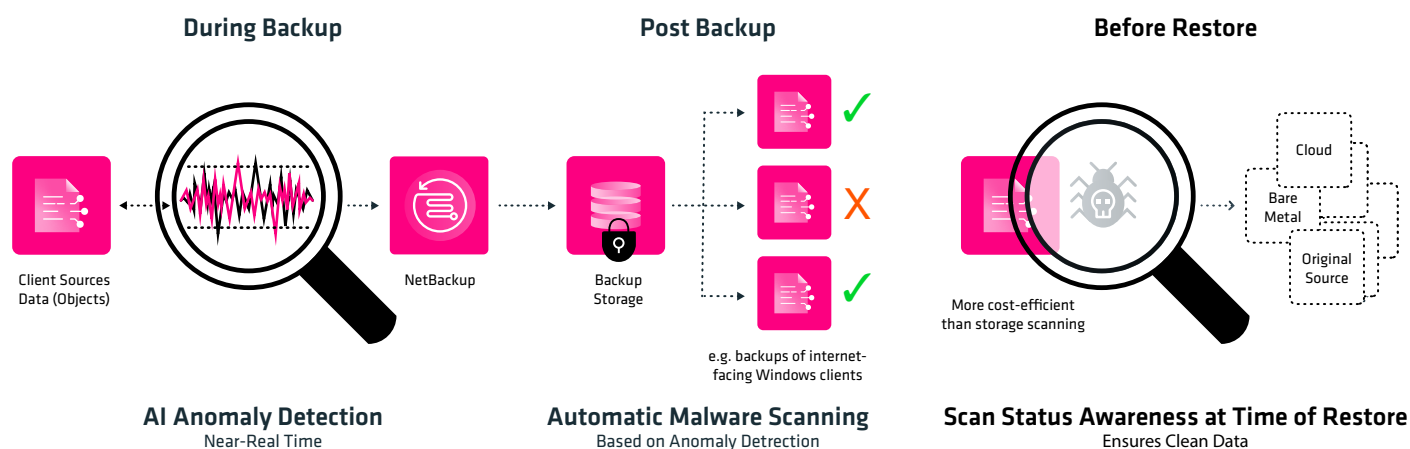 During Backup
Post Backup
Before Restore
Client Sources
Data (Objects)
NetBackup
Backup
Storage
X
e.g. backups of internet-
facing Windows clients
More cost-efficient
than storage scanning
Cloud
Bare
Metal
Original
Source
AI Anomaly Detection
Near-Real Time
Automatic Malware Scanning
Based on Anomaly Detrection
Scan Status Awareness at Time of Restore
Ensures Clean Data